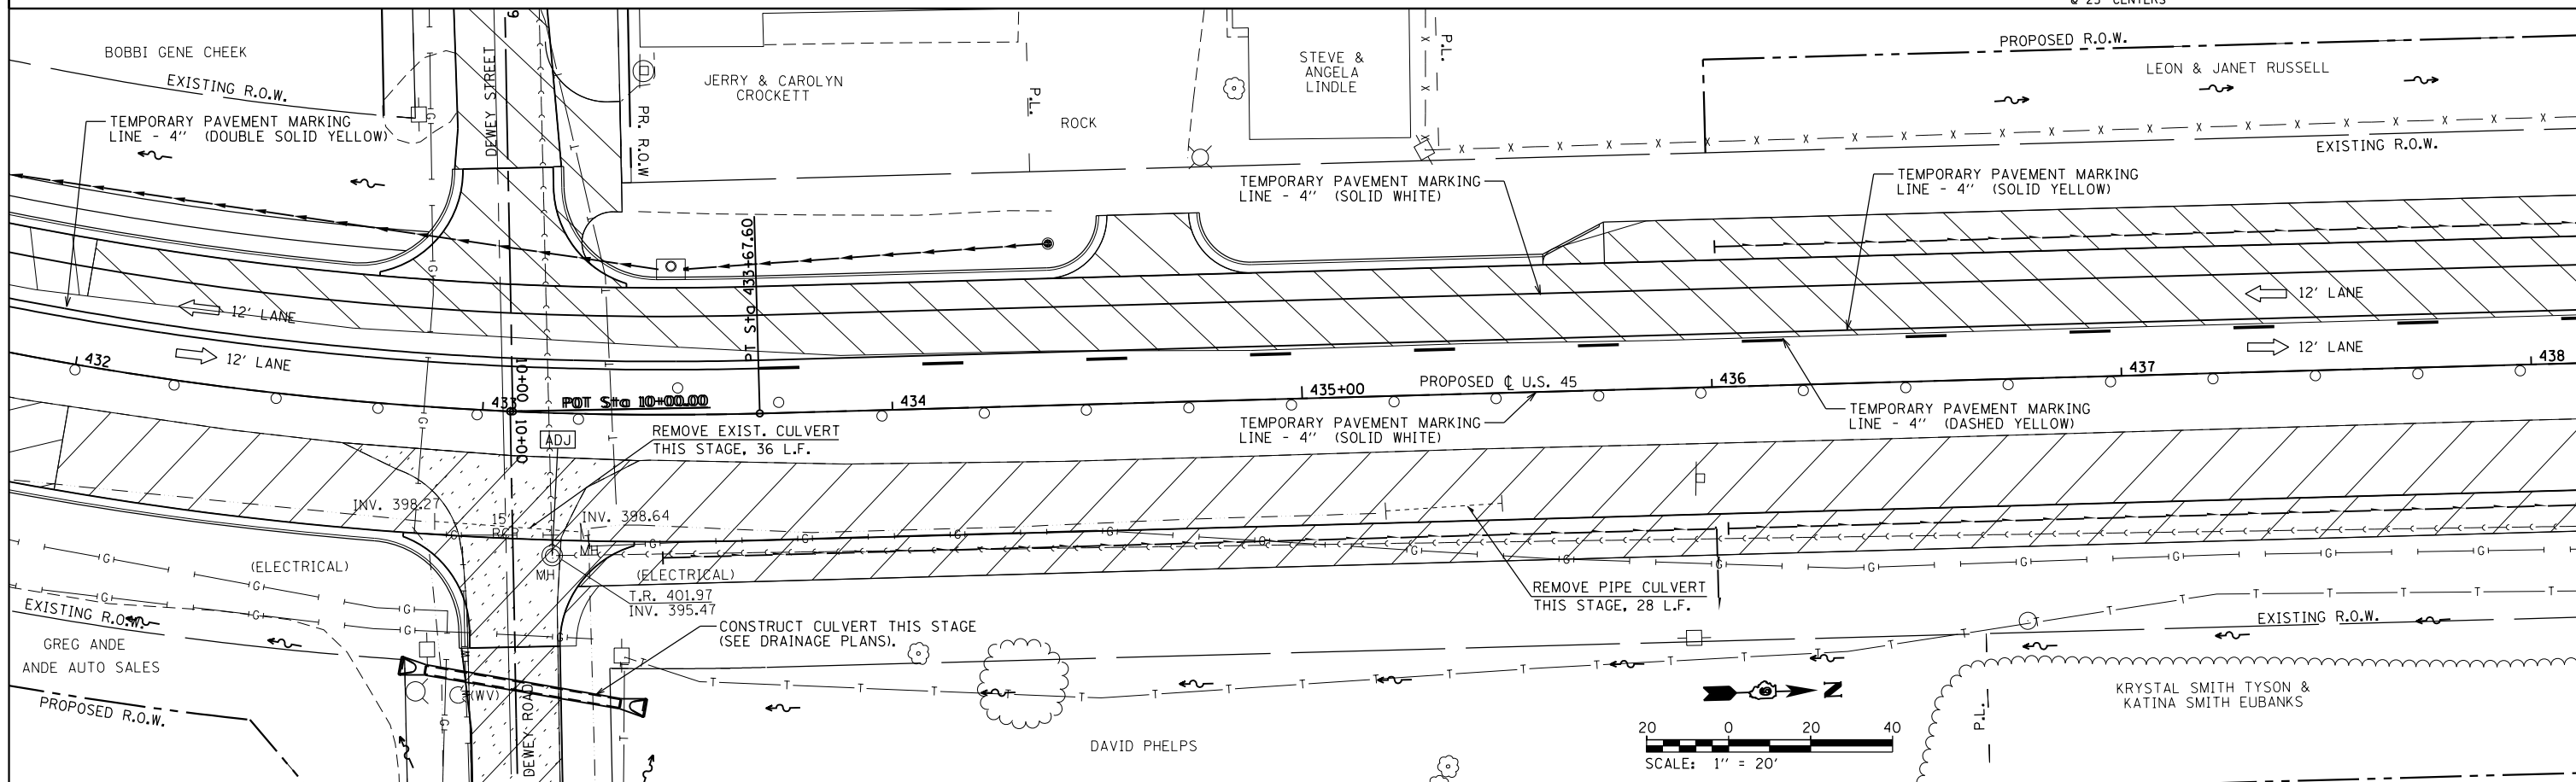 @ 25' CENTERS
BOBBI GENE CHEEK
EXISTING R.O.W.
TEMPORARY PAVEMENT MARKING
LINE - 4'' (DOUBLE SOLID YELLOW)
DEWEY STREET
9
PR. R.O.W
JERRY & CAROLYN
CROCKETT
P.L.
ROCK
STEVE &
ANGELA
LINDLE
P.L.
PROPOSED R.O.W.
LEON & JANET RUSSELL
EXISTING R.O.W.
TEMPORARY PAVEMENT MARKING
LINE - 4'' (SOLID WHITE)
TEMPORARY PAVEMENT MARKING
LINE - 4'' (SOLID YELLOW)
PT Sta 433+67.60
12' LANE
12' LANE
12' LANE
12' LANE
432
433
434
435+00
436
437
438
10+00
10+00
POT Sta 10+00.00
ADJ
PROPOSED ℄ U.S. 45
REMOVE EXIST. CULVERT
THIS STAGE, 36 L.F.
TEMPORARY PAVEMENT MARKING
LINE - 4'' (SOLID WHITE)
TEMPORARY PAVEMENT MARKING
LINE - 4'' (DASHED YELLOW)
INV. 398.27
15''
RCP
INV. 398.64
MH
MH
(ELECTRICAL)
(ELECTRICAL)
T.R. 401.97
INV. 395.47
REMOVE PIPE CULVERT
THIS STAGE, 28 L.F.
CONSTRUCT CULVERT THIS STAGE
(SEE DRAINAGE PLANS).
EXISTING R.O.W.
GREG ANDE
ANDE AUTO SALES
PROPOSED R.O.W.
(WV)
DEWEY ROAD
DAVID PHELPS
EXISTING R.O.W.
KRYSTAL SMITH TYSON &
KATINA SMITH EUBANKS
P.L.
N
20 0 20 40
SCALE: 1'' = 20'